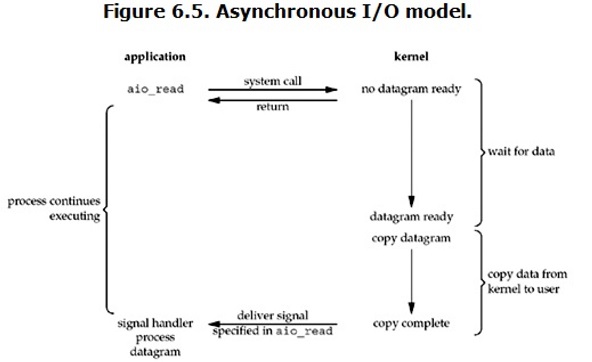 Figure 6.5. Asynchronous I/O model.
application
kernel
aio_read
system call
return
no datagram ready
wait for data
process continues
executing
datagram ready
copy datagram
copy data from
kernel to user
signal handler
process
datagram
deliver signal
specified in aio_read
copy complete